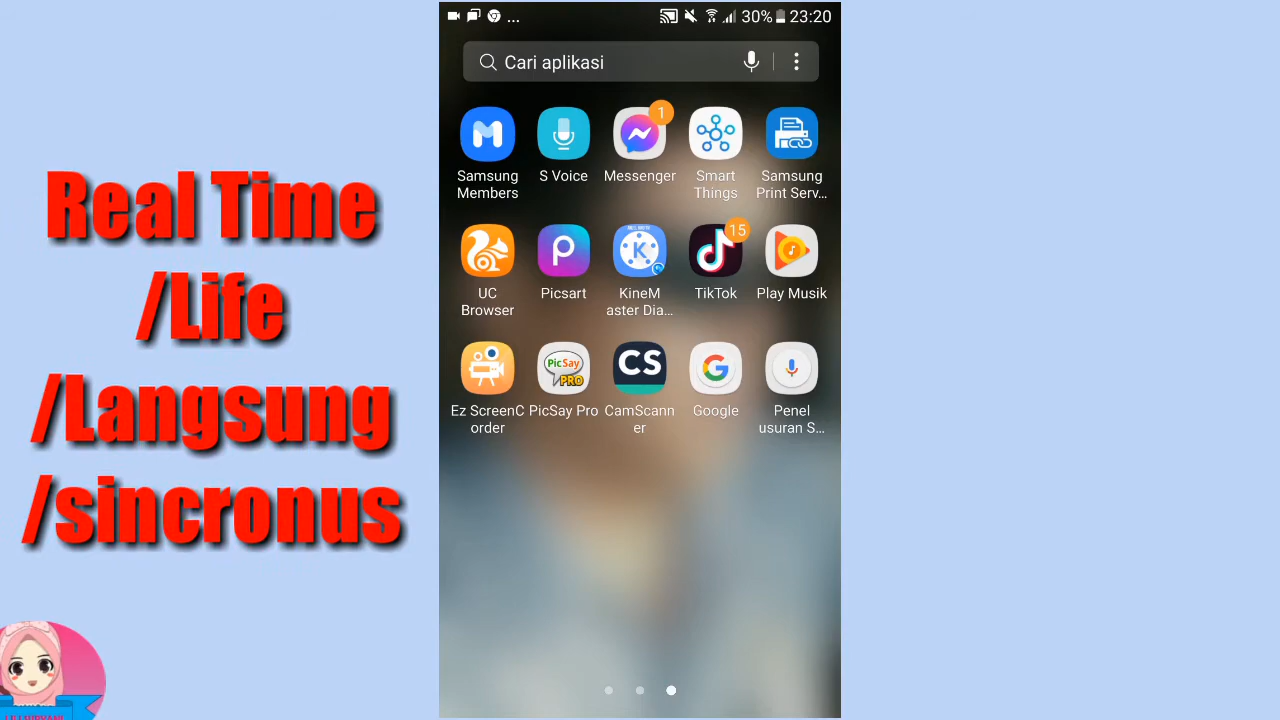 ... 30% 23:20
Cari aplikasi
1
Samsung Members
S Voice
Messenger
Smart Things
Samsung Print Serv...
15
UC Browser
P
Picsart
K
KineM aster Dia...
TikTok
Play Musik
PicSay PRO
CS
G
Ez ScreenC order
PicSay Pro
CamScann er
Google
Penel usuran S...
Real Time
/Life
/Langsung
/sincronus